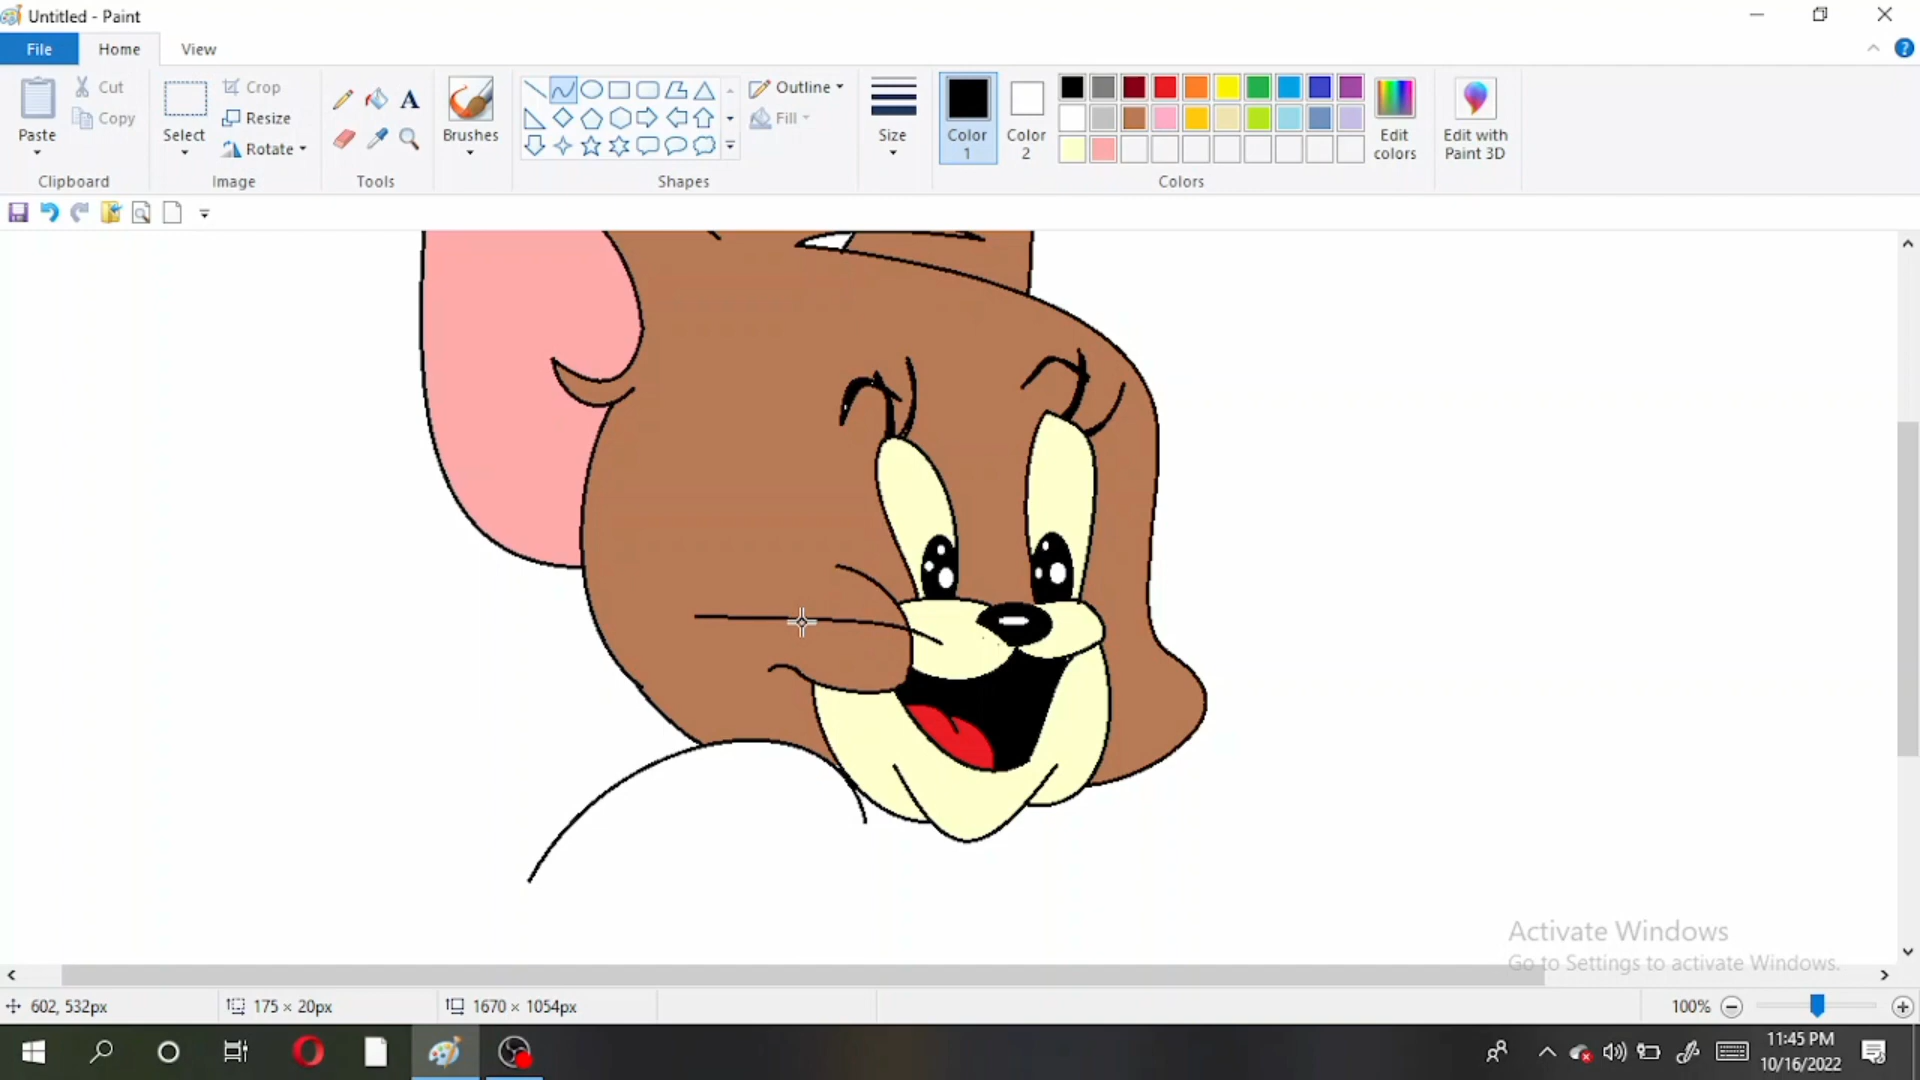 Untitled - Paint
File Home View
Paste
Cut
Copy
Clipboard
Select
Crop
Resize
Rotate
Image
A
Tools
Brushes
Outline
Fill
Shapes
Size
Color
1
Color
2
Colors
Edit
colors
Edit with
Paint 3D
Activate Windows
Go to Settings to activate Windows.
602, 532px 175 × 20px 1670 × 1054px 100%
11:45 PM
10/16/2022